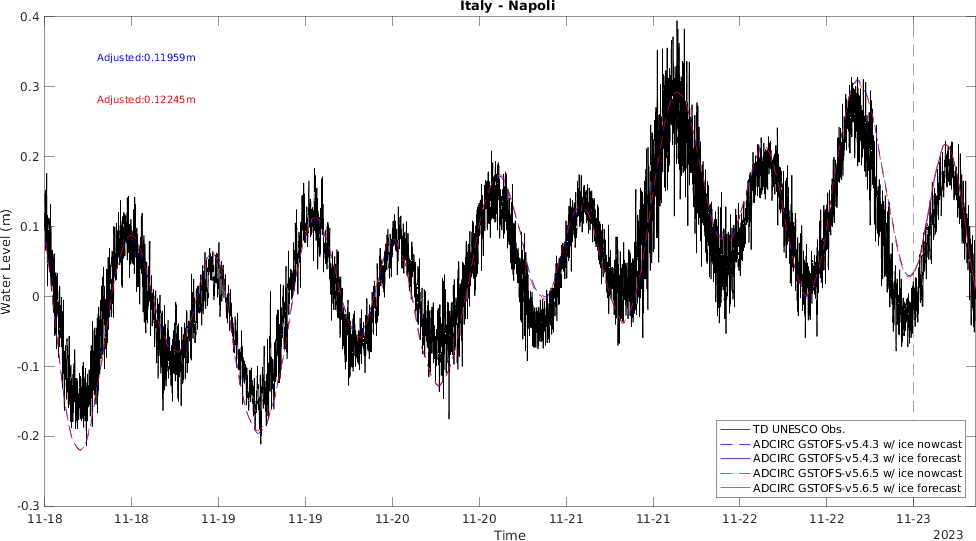 Italy - Napoli
Adjusted:0.11959m
Adjusted:0.12245m
Water Level (m)
0.4
0.3
0.2
0.1
0
-0.1
-0.2
-0.3
TD UNESCO Obs.
ADCIRC GSTOFS-v5.4.3 w/ ice nowcast
ADCIRC GSTOFS-v5.4.3 w/ ice forecast
ADCIRC GSTOFS-v5.6.5 w/ ice nowcast
ADCIRC GSTOFS-v5.6.5 w/ ice forecast
11-18 11-18 11-19 11-19 11-20 11-20 11-21 11-21 11-22 11-22 11-23
Time
2023